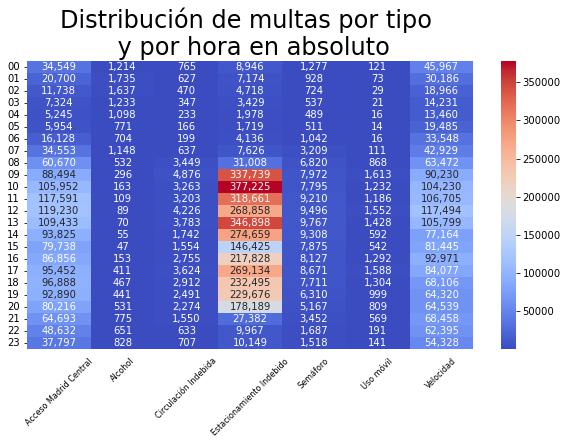 Distribución de multas por tipo
y por hora en absoluto
00 34,549 1,214 765 8,946 1,277 121 45,967
01 20,700 1,735 627 7,174 928 73 30,186
02 11,738 1,637 470 4,718 724 29 18,966
03 7,324 1,233 347 3,429 537 21 14,231
04 5,245 1,098 233 1,978 489 16 13,460
05 5,954 771 166 1,719 511 14 19,485
06 16,128 704 199 4,136 1,042 16 33,548
07 34,553 1,148 637 7,626 3,209 111 42,929
08 60,670 532 3,449 31,008 6,820 868 63,472
09 88,494 296 4,876 337,739 7,972 1,613 90,230
10 105,952 163 3,263 377,225 7,795 1,232 104,230
11 117,591 109 3,203 318,661 9,210 1,186 106,705
12 119,230 89 4,226 268,858 9,496 1,552 117,494
13 109,433 70 3,783 346,898 9,767 1,428 105,799
14 93,825 55 1,742 274,659 9,308 592 77,164
15 79,738 47 1,554 146,425 7,875 542 81,445
16 86,856 153 2,755 217,828 8,127 1,292 92,971
17 95,452 411 3,624 269,134 8,671 1,588 84,077
18 96,888 467 2,912 232,495 7,711 1,304 68,106
19 92,890 441 2,491 229,676 6,310 999 64,320
20 80,216 531 2,274 178,189 5,167 809 64,539
21 64,693 775 1,550 27,382 3,452 569 68,458
22 48,632 651 633 9,967 1,687 191 62,395
23 37,797 828 707 10,149 1,518 141 54,328
Acceso Madrid Central
Alcohol
Circulación Indebida
Estacionamiento Indebido
Semáforo
Uso móvil
Velocidad
350000
300000
250000
200000
150000
100000
50000